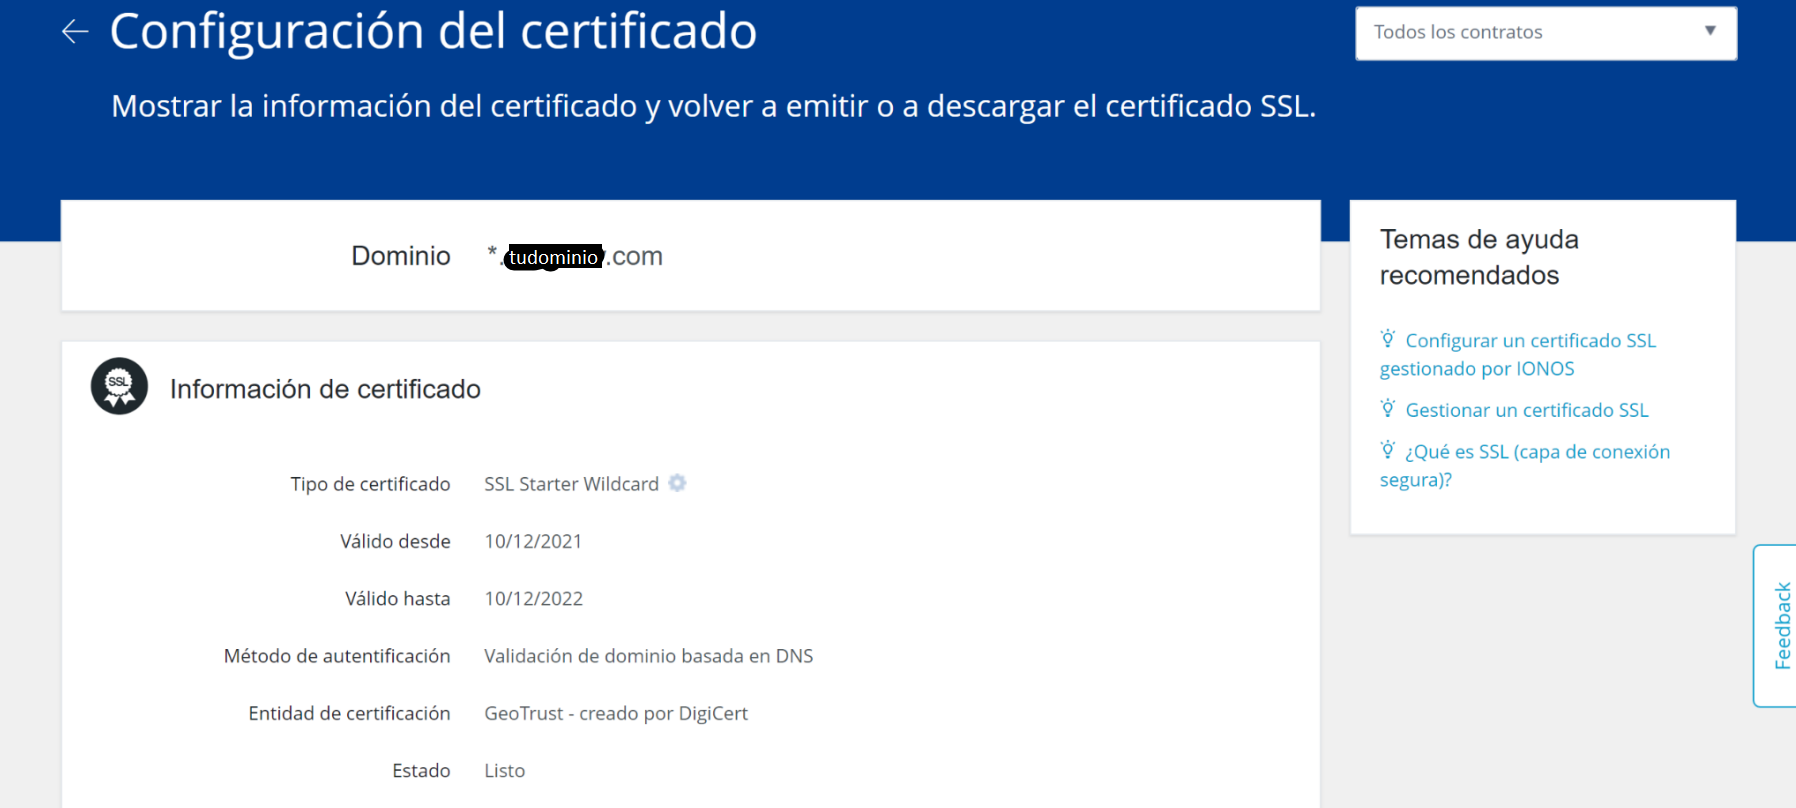 Configuración del certificado
Todos los contratos
Mostrar la información del certificado y volver a emitir o a descargar el certificado SSL.
Dominio *.tudominio.com
SSL
Información de certificado
Tipo de certificado SSL Starter Wildcard
Válido desde 10/12/2021
Válido hasta 10/12/2022
Método de autentificación Validación de dominio basada en DNS
Entidad de certificación GeoTrust - creado por DigiCert
Estado Listo
Temas de ayuda
recomendados
Configurar un certificado SSL
gestionado por IONOS
Gestionar un certificado SSL
¿Qué es SSL (capa de conexión
segura)?
Feedback